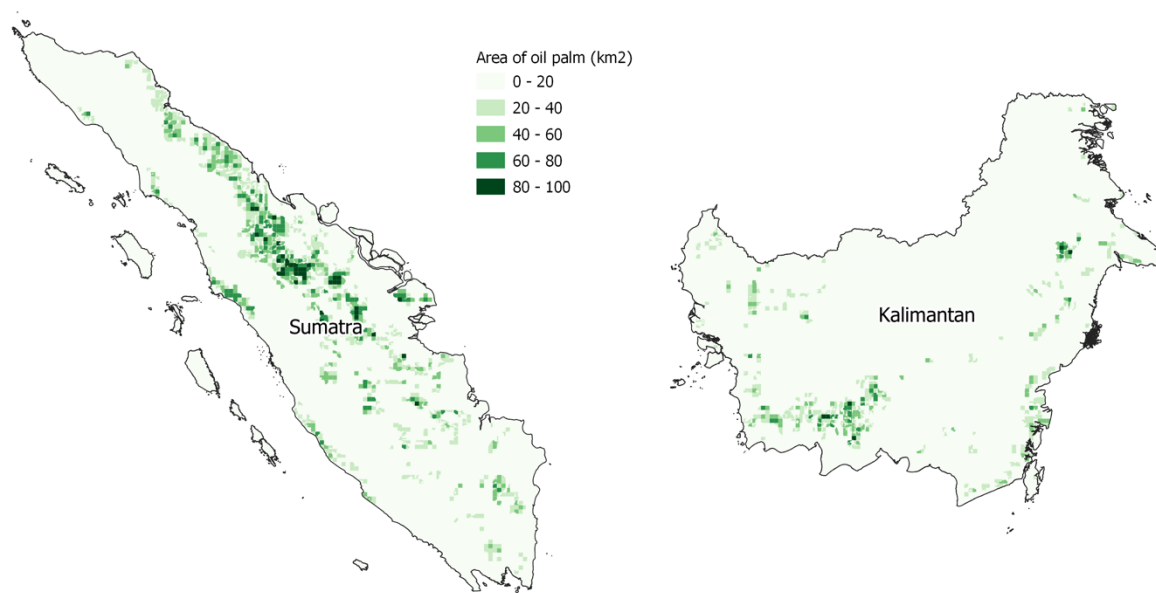 Area of oil palm (km2)
0 - 20
20 - 40
40 - 60
60 - 80
80 - 100
Sumatra
Kalimantan